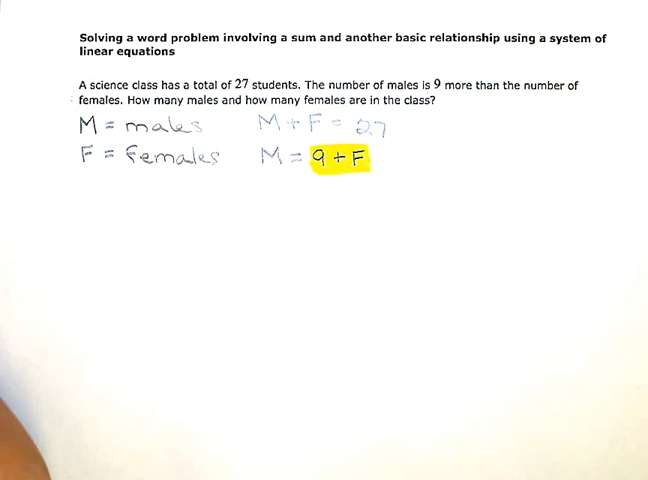 Solving a word problem involving a sum and another basic relationship using a system of
linear equations
A science class has a total of 27 students. The number of males is 9 more than the number of
females. How many males and how many females are in the class?
M = males M + F = 27
F = Females M = 9 + F